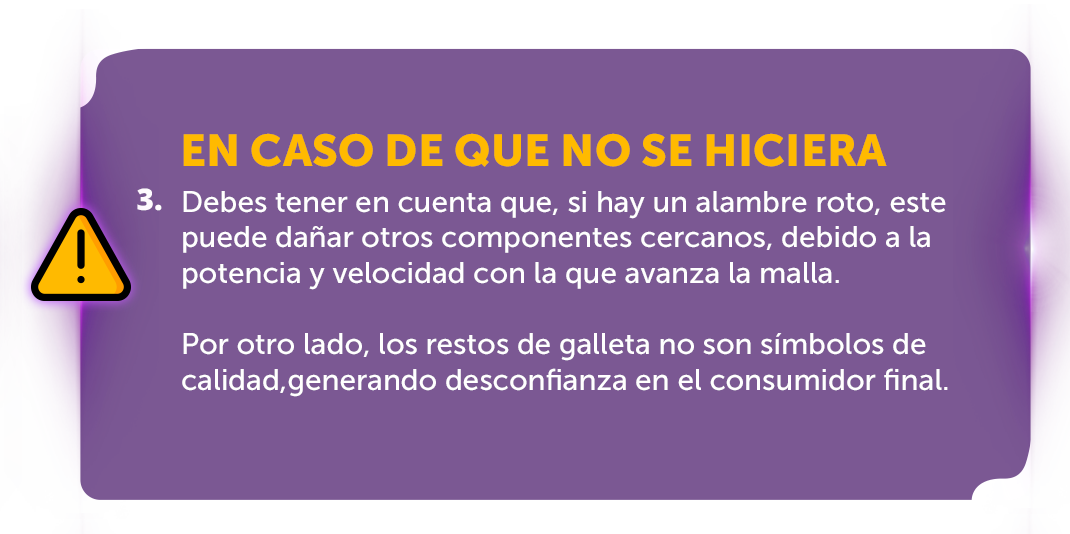 EN CASO DE QUE NO SE HICIERA
3. Debes tener en cuenta que, si hay un alambre roto, este
puede dañar otros componentes cercanos, debido a la
potencia y velocidad con la que avanza la malla.
Por otro lado, los restos de galleta no son símbolos de
calidad,generando desconfianza en el consumidor final.